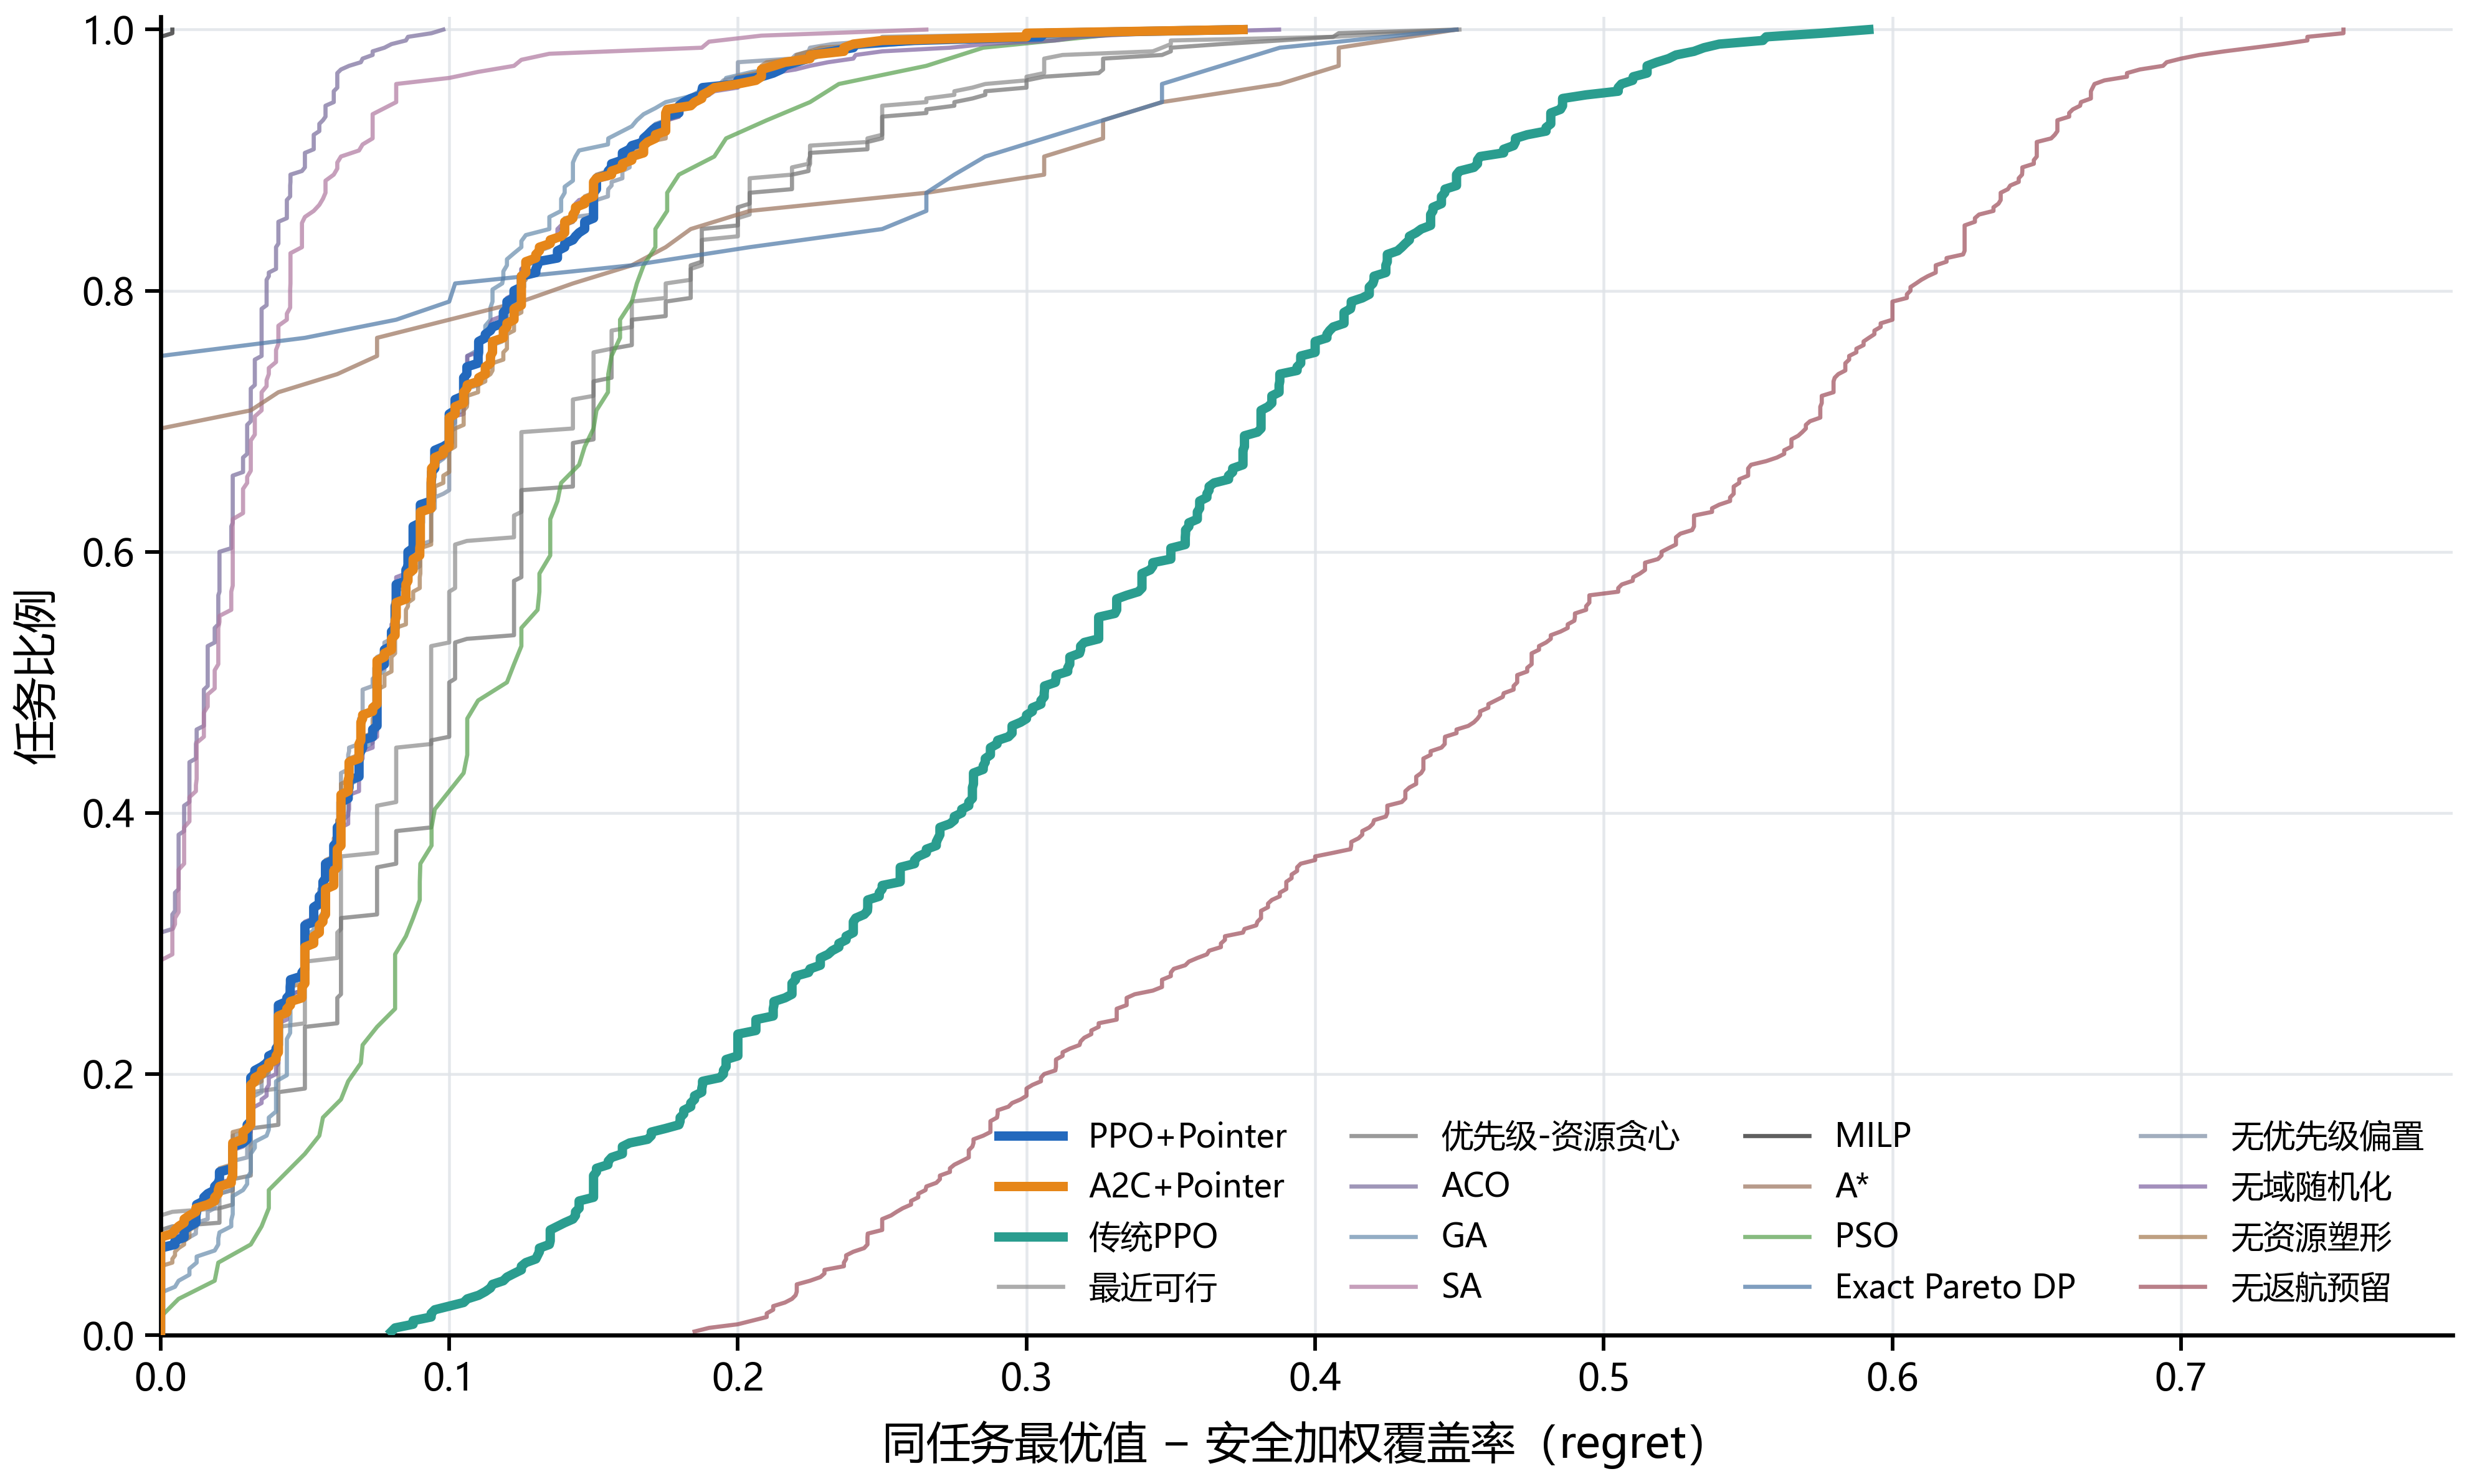 1.0
0.8
0.6
0.4
0.2
0.0
任务比例
0.0
0.1
0.2
0.3
0.4
0.5
0.6
0.7
同任务最优值 – 安全加权覆盖率（regret）
PPO+Pointer
A2C+Pointer
传统PPO
最近可行
优先级-资源贪心
ACO
GA
SA
MILP
A*
PSO
Exact Pareto DP
无优先级偏置
无域随机化
无资源塑形
无返航预留